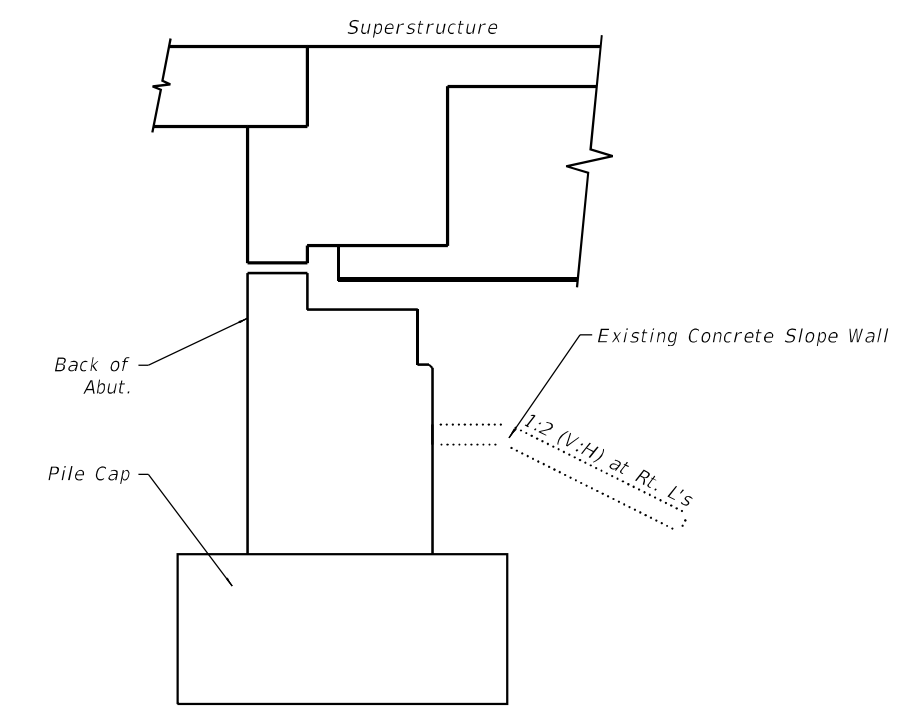 Superstructure
Existing Concrete Slope Wall
Back of
Abut.
1:2 (V:H) at Rt. L's
Pile Cap